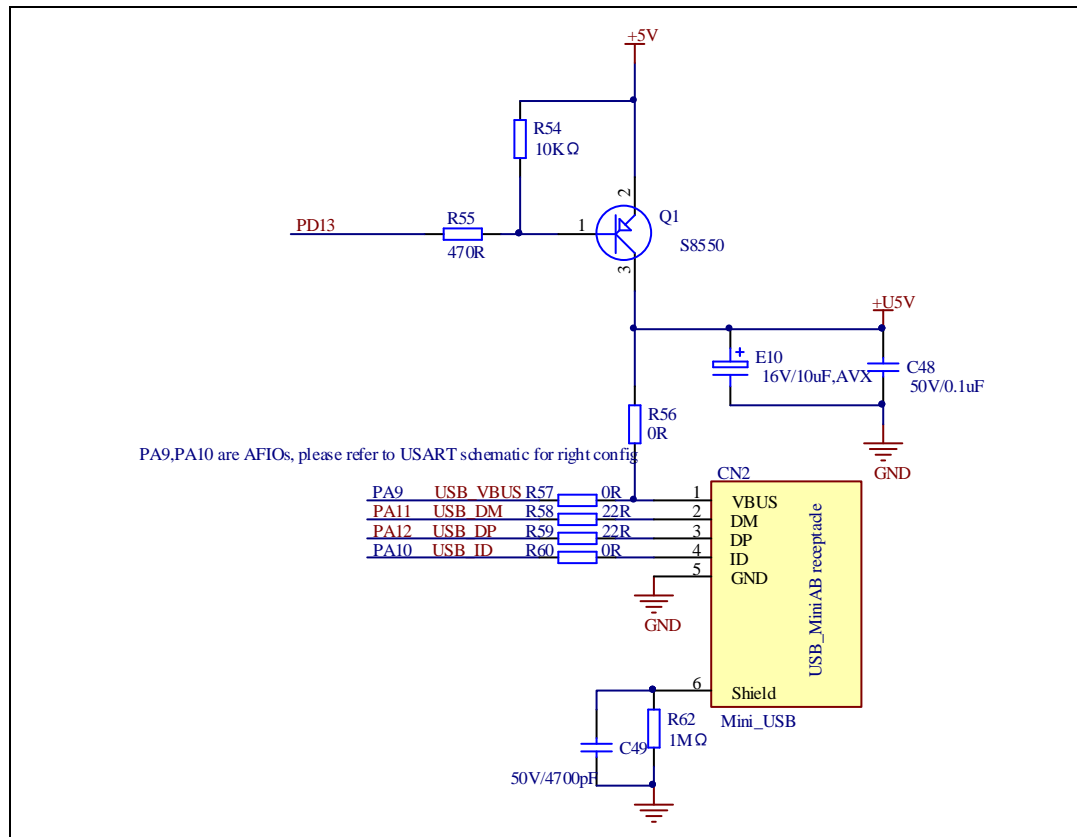 +5V
R54
10KΩ
2
Q1
PD13
R55
1
S8550
470R
3
+U5V
E10
16V/10uF,AVX
C48
50V/0.1uF
R56
0R
GND
PA9,PA10 are AFIOs, please refer to USART schematic for right config
CN2
PA9 USB_VBUS R57 0R 1 VBUS
PA11 USB_DM R58 22R 2 DM
PA12 USB_DP R59 22R 3 DP
PA10 USB_ID R60 0R 4 ID
5 GND
GND
USB_MiniAB receptacle
6 Shield
Mini_USB
R62
1MΩ
C49
50V/4700pF